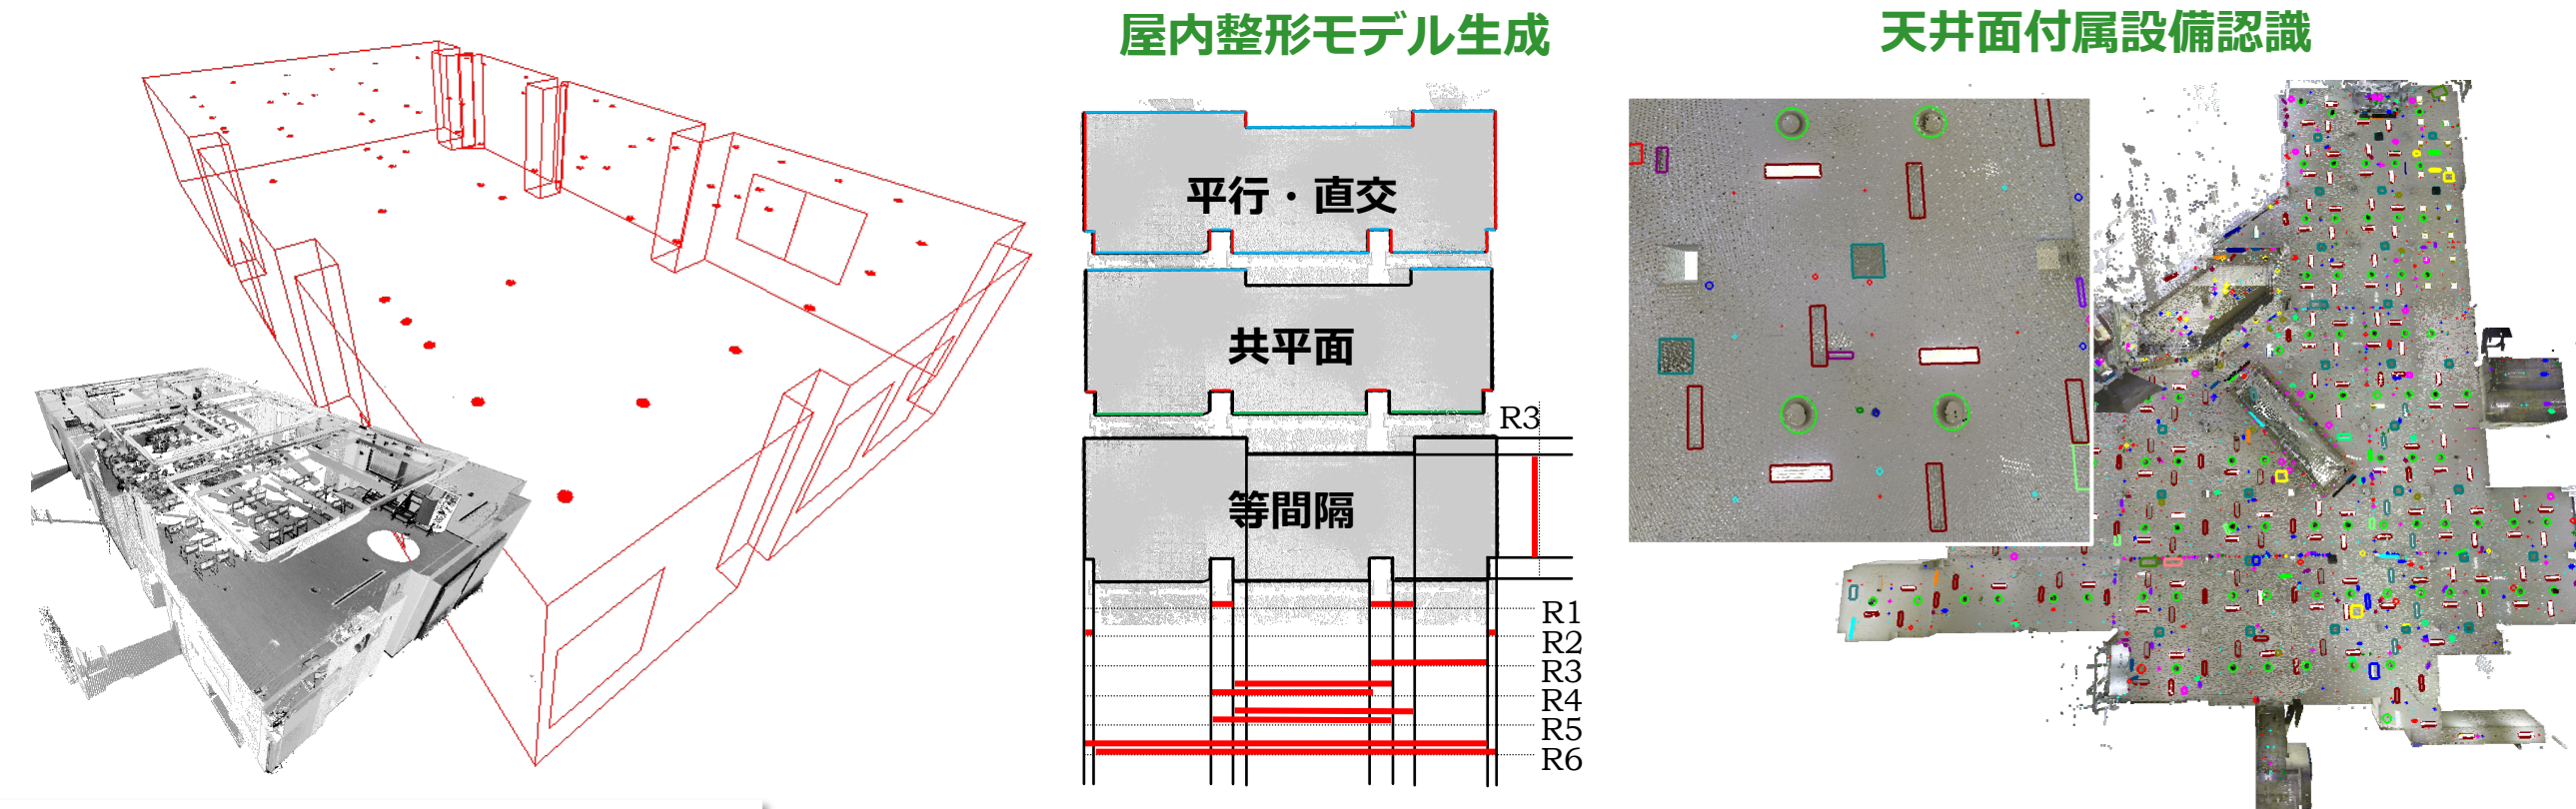 屋内整形モデル生成
天井面付属設備認識
平行・直交
共平面
R3
等間隔
R1
R2
R3
R4
R5
R6